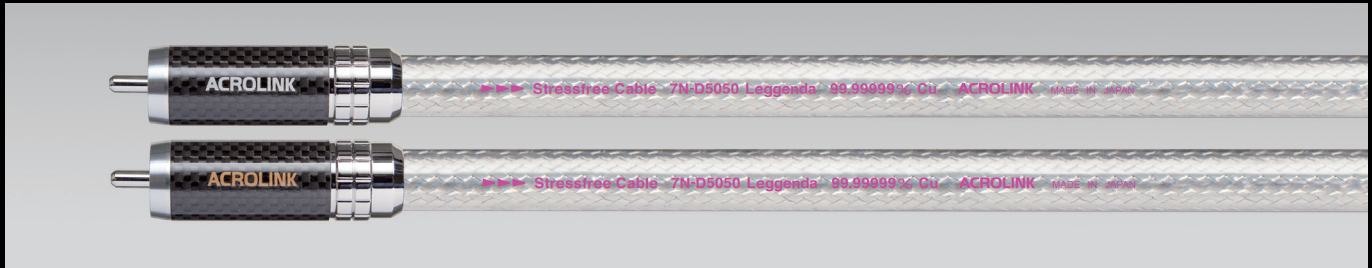 ACROLINK ►►► Stressfree Cable 7N-D5050 Leggenda 99.99999% Cu ACROLINK MADE IN JAPAN
ACROLINK ►►► Stressfree Cable 7N-D5050 Leggenda 99.99999% Cu ACROLINK MADE IN JAPAN